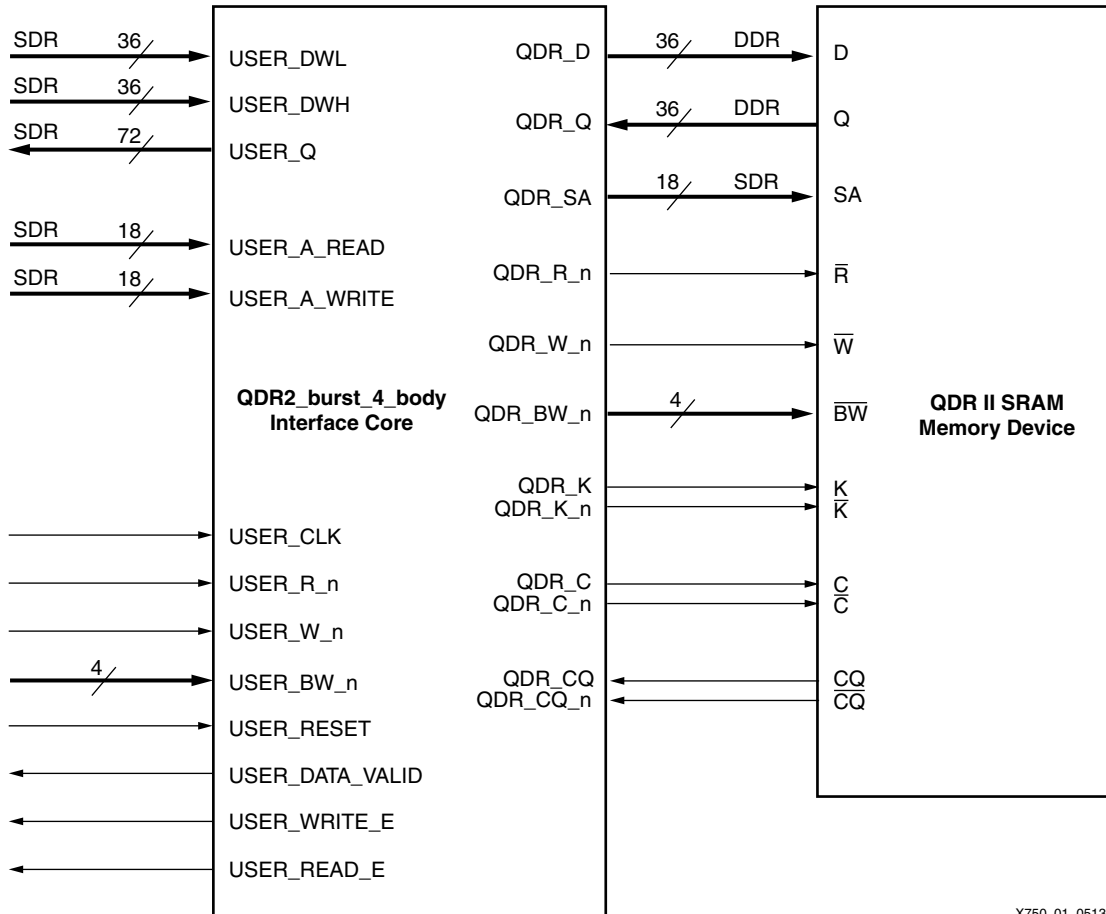 SDR 36 USER_DWL
SDR 36 USER_DWH
SDR 72 USER_Q
SDR 18 USER_A_READ
SDR 18 USER_A_WRITE
QDR2_burst_4_body
Interface Core
USER_CLK
USER_R_n
USER_W_n
4 USER_BW_n
USER_RESET
USER_DATA_VALID
USER_WRITE_E
USER_READ_E
QDR_D 36 DDR D
QDR_Q 36 DDR Q
QDR_SA 18 SDR SA
QDR_R_n R̅
QDR_W_n W̅
QDR_BW_n 4 B̅W̅
QDR_K K
QDR_K_n K̅
QDR_C C
QDR_C_n C̅
QDR_CQ CQ
QDR_CQ_n C̅Q̅
QDR II SRAM
Memory Device
X750_01_0513